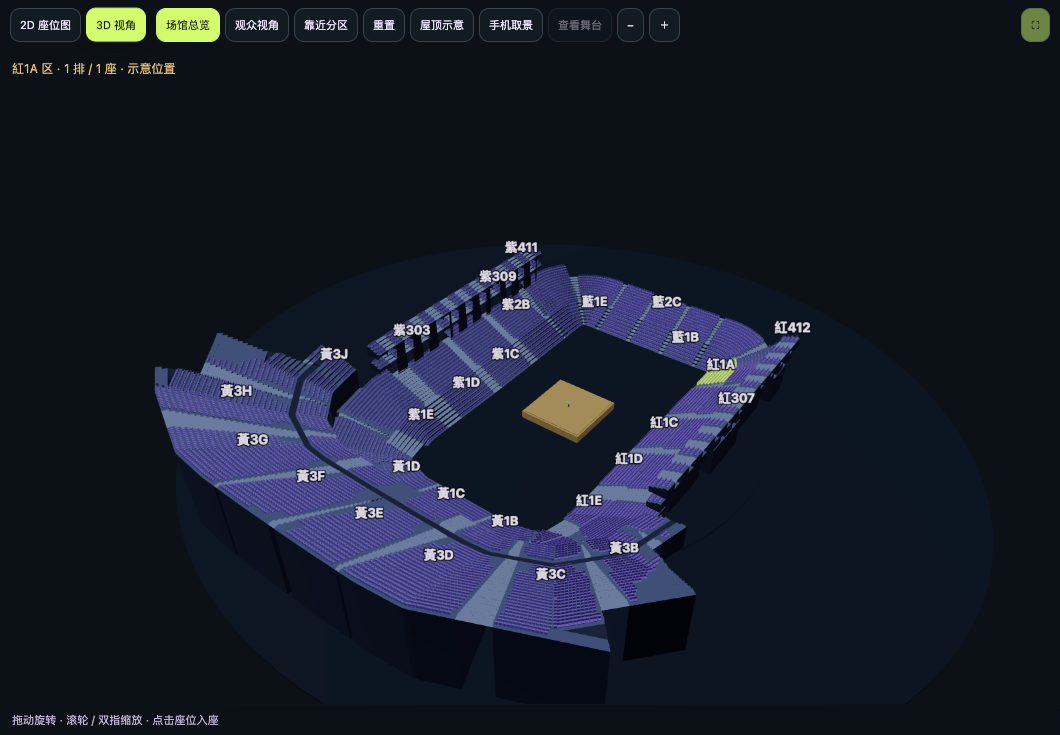 2D 座位图 3D 视角 场馆总览 观众视角 靠近分区 重置 屋顶示意 手机取景 查看舞台 − +
紅1A 区 · 1 排 / 1 座 · 示意位置
紫411
紫309
紫2B 藍1E 藍2C
紫303 藍1B 紅412
黃3J 紫1C 紅1A
黃3H 紫1D 紅307
紫1E 紅1C
黃3G 黃1D 紅1D
黃3F 黃1C 紅1E
黃3E 黃1B
黃3D 黃3B
黃3C
拖动旋转 · 滚轮 / 双指缩放 · 点击座位入座